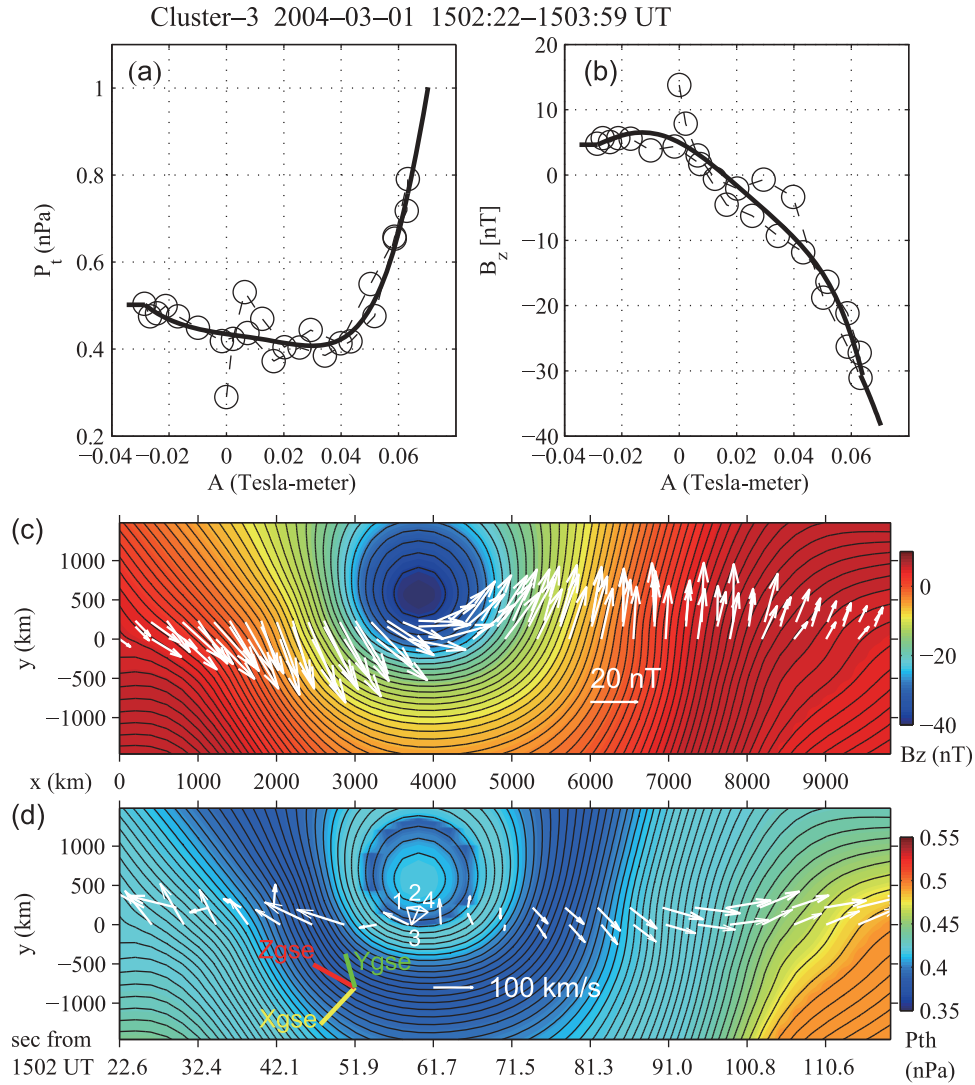 Cluster–3 2004–03–01 1502:22–1503:59 UT
(a)
1
0.8
0.6
0.4
0.2
P_t (nPa)
−0.04 −0.02 0 0.02 0.04 0.06
A (Tesla-meter)
(b)
20
10
0
−10
−20
−30
−40
B_z [nT]
−0.04 −0.02 0 0.02 0.04 0.06
A (Tesla-meter)
(c)
1000
500
0
−500
−1000
y (km)
20 nT
0
−20
−40
Bz (nT)
x (km) 0 1000 2000 3000 4000 5000 6000 7000 8000 9000
(d)
1000
500
0
−500
−1000
y (km)
1 2 4
3
Zgse Ygse
Xgse
100 km/s
0.55
0.5
0.45
0.4
0.35
Pth
(nPa)
sec from
1502 UT 22.6 32.4 42.1 51.9 61.7 71.5 81.3 91.0 100.8 110.6